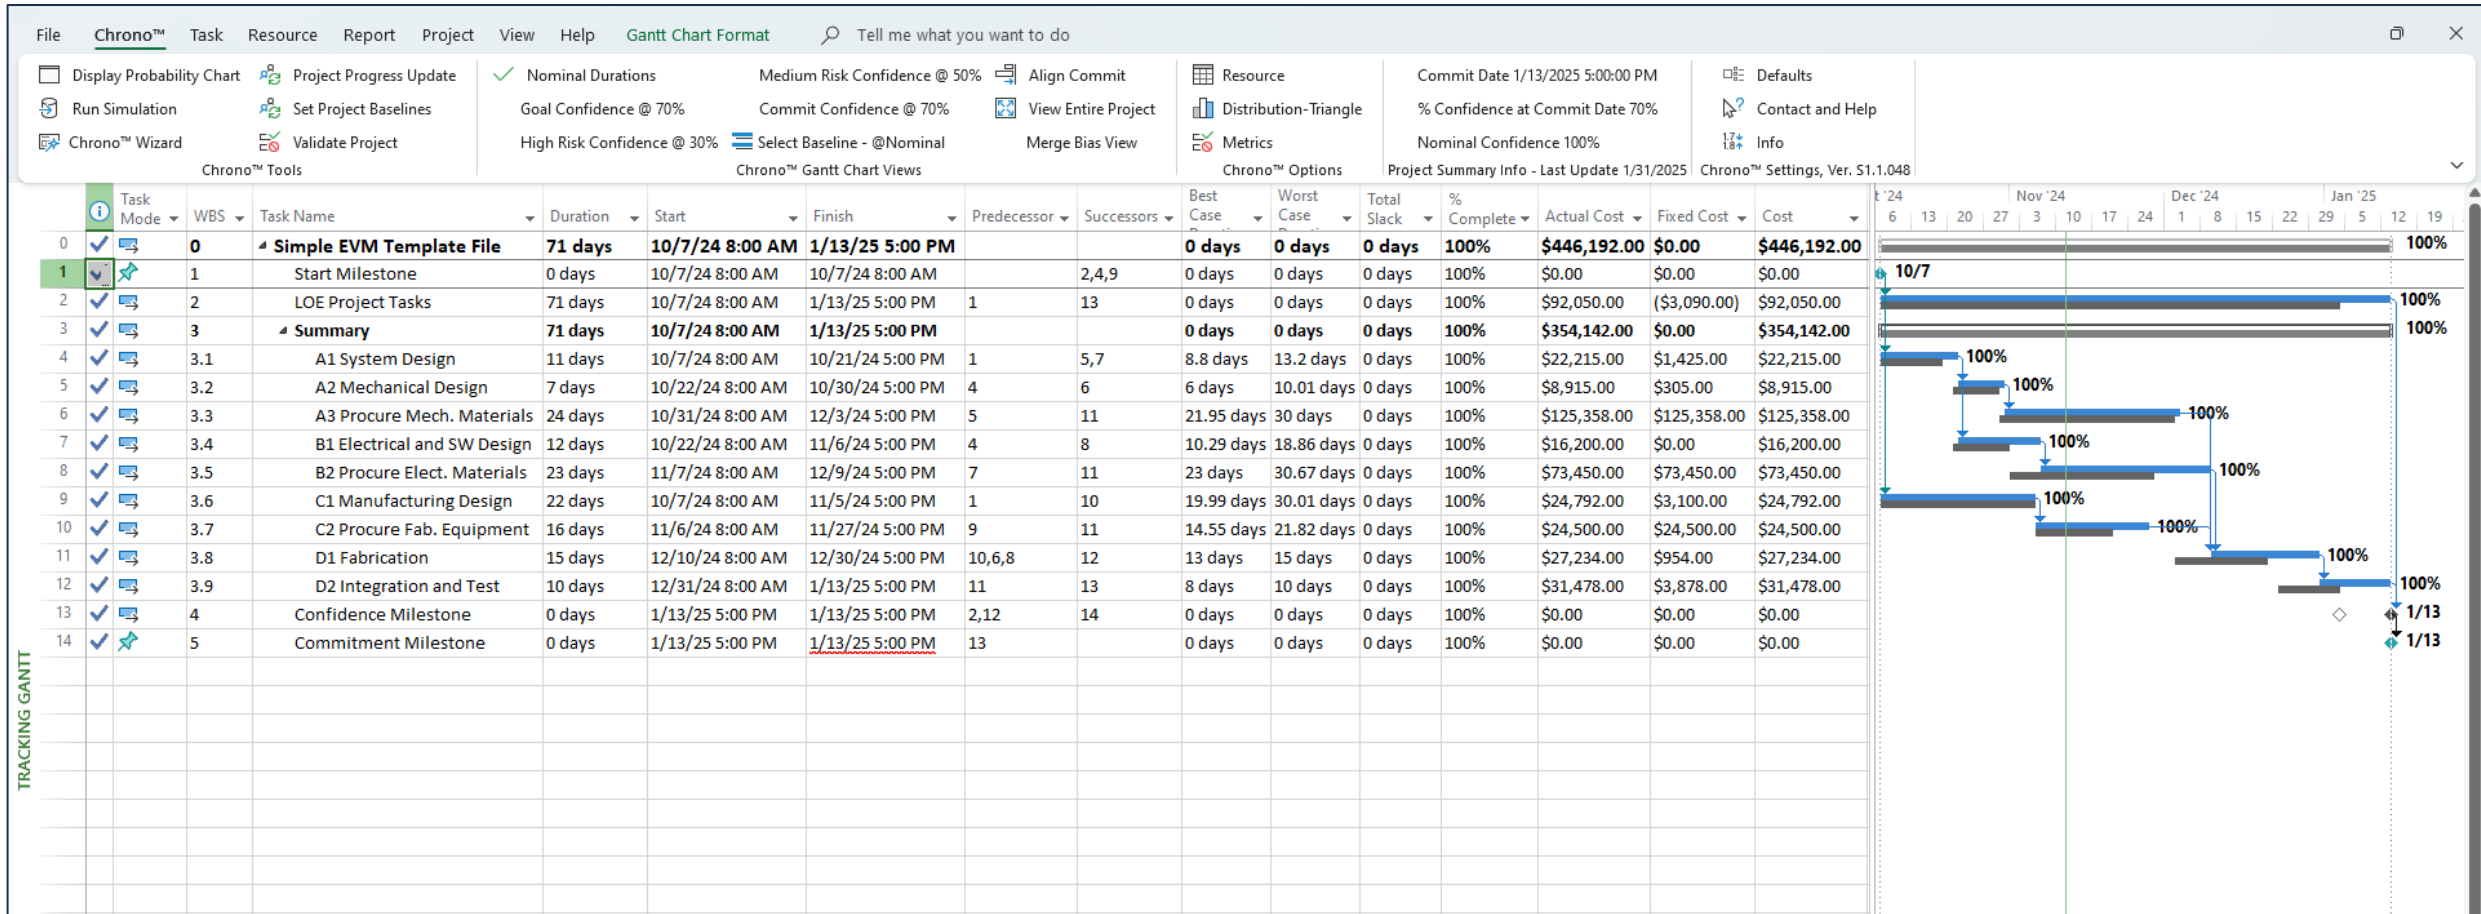 File Chrono™ Task Resource Report Project View Help Gantt Chart Format Tell me what you want to do
Display Probability Chart Project Progress Update Nominal Durations Medium Risk Confidence @ 50% Align Commit Resource Commit Date 1/13/2025 5:00:00 PM Defaults
Run Simulation Set Project Baselines Goal Confidence @ 70% Commit Confidence @ 70% View Entire Project Distribution-Triangle % Confidence at Commit Date 70% Contact and Help
Chrono™ Wizard Validate Project High Risk Confidence @ 30% Select Baseline - @Nominal Merge Bias View Metrics Nominal Confidence 100% Info
Chrono™ Tools Chrono™ Gantt Chart Views Chrono™ Options Project Summary Info - Last Update 1/31/2025 Chrono™ Settings, Ver. S1.1.048
Task Mode WBS Task Name Duration Start Finish Predecessor Successors Best Case Worst Case Total Slack % Complete Actual Cost Fixed Cost Cost
'24 Nov '24 Dec '24 Jan '25
6 13 20 27 3 10 17 24 1 8 15 22 29 5 12 19
0 0 Simple EVM Template File 71 days 10/7/24 8:00 AM 1/13/25 5:00 PM 0 days 0 days 0 days 100% $446,192.00 $0.00 $446,192.00 100%
1 1 Start Milestone 0 days 10/7/24 8:00 AM 10/7/24 8:00 AM 2,4,9 0 days 0 days 0 days 100% $0.00 $0.00 $0.00 10/7
2 2 LOE Project Tasks 71 days 10/7/24 8:00 AM 1/13/25 5:00 PM 1 13 0 days 0 days 0 days 100% $92,050.00 ($3,090.00) $92,050.00 100%
3 3 Summary 71 days 10/7/24 8:00 AM 1/13/25 5:00 PM 0 days 0 days 0 days 100% $354,142.00 $0.00 $354,142.00 100%
4 3.1 A1 System Design 11 days 10/7/24 8:00 AM 10/21/24 5:00 PM 1 5,7 8.8 days 13.2 days 0 days 100% $22,215.00 $1,425.00 $22,215.00 100%
5 3.2 A2 Mechanical Design 7 days 10/22/24 8:00 AM 10/30/24 5:00 PM 4 6 6 days 10.01 days 0 days 100% $8,915.00 $305.00 $8,915.00 100%
6 3.3 A3 Procure Mech. Materials 24 days 10/31/24 8:00 AM 12/3/24 5:00 PM 5 11 21.95 days 30 days 0 days 100% $125,358.00 $125,358.00 $125,358.00 100%
7 3.4 B1 Electrical and SW Design 12 days 10/22/24 8:00 AM 11/6/24 5:00 PM 4 8 10.29 days 18.86 days 0 days 100% $16,200.00 $0.00 $16,200.00 100%
8 3.5 B2 Procure Elect. Materials 23 days 11/7/24 8:00 AM 12/9/24 5:00 PM 7 11 23 days 30.67 days 0 days 100% $73,450.00 $73,450.00 $73,450.00 100%
9 3.6 C1 Manufacturing Design 22 days 10/7/24 8:00 AM 11/5/24 5:00 PM 1 10 19.99 days 30.01 days 0 days 100% $24,792.00 $3,100.00 $24,792.00 100%
10 3.7 C2 Procure Fab. Equipment 16 days 11/6/24 8:00 AM 11/27/24 5:00 PM 9 11 14.55 days 21.82 days 0 days 100% $24,500.00 $24,500.00 $24,500.00 100%
11 3.8 D1 Fabrication 15 days 12/10/24 8:00 AM 12/30/24 5:00 PM 10,6,8 12 13 days 15 days 0 days 100% $27,234.00 $954.00 $27,234.00 100%
12 3.9 D2 Integration and Test 10 days 12/31/24 8:00 AM 1/13/25 5:00 PM 11 13 8 days 10 days 0 days 100% $31,478.00 $3,878.00 $31,478.00 100%
13 4 Confidence Milestone 0 days 1/13/25 5:00 PM 1/13/25 5:00 PM 2,12 14 0 days 0 days 0 days 100% $0.00 $0.00 $0.00 1/13
14 5 Commitment Milestone 0 days 1/13/25 5:00 PM 1/13/25 5:00 PM 13 0 days 0 days 0 days 100% $0.00 $0.00 $0.00 1/13
TRACKING GANTT